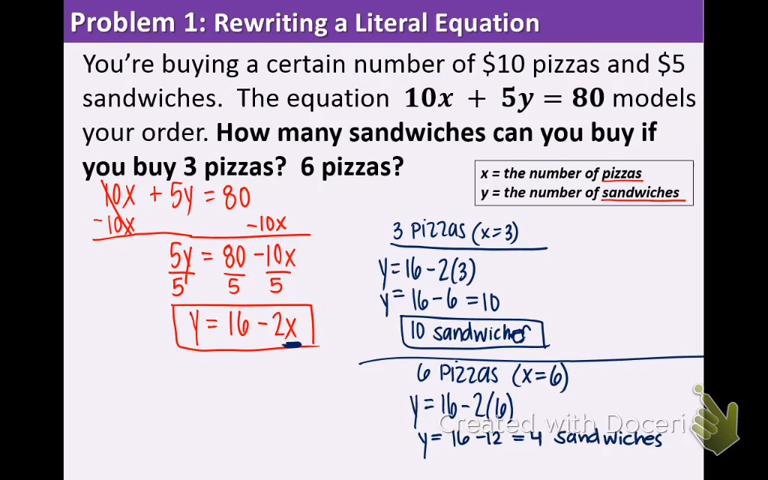 Problem 1: Rewriting a Literal Equation
You're buying a certain number of $10 pizzas and $5
sandwiches. The equation 10x + 5y = 80 models
your order. How many sandwiches can you buy if
you buy 3 pizzas? 6 pizzas?
x = the number of pizzas
y = the number of sandwiches
10x + 5y = 80
-10x -10x
5y = 80 - 10x
5 5 5
y = 16 - 2x
3 Pizzas (x=3)
y = 16 - 2(3)
y = 16 - 6 = 10
10 sandwiches
6 Pizzas (x=6)
y = 16 - 2(6)
Created with Doceri
y = 16 - 12 = 4 sandwiches